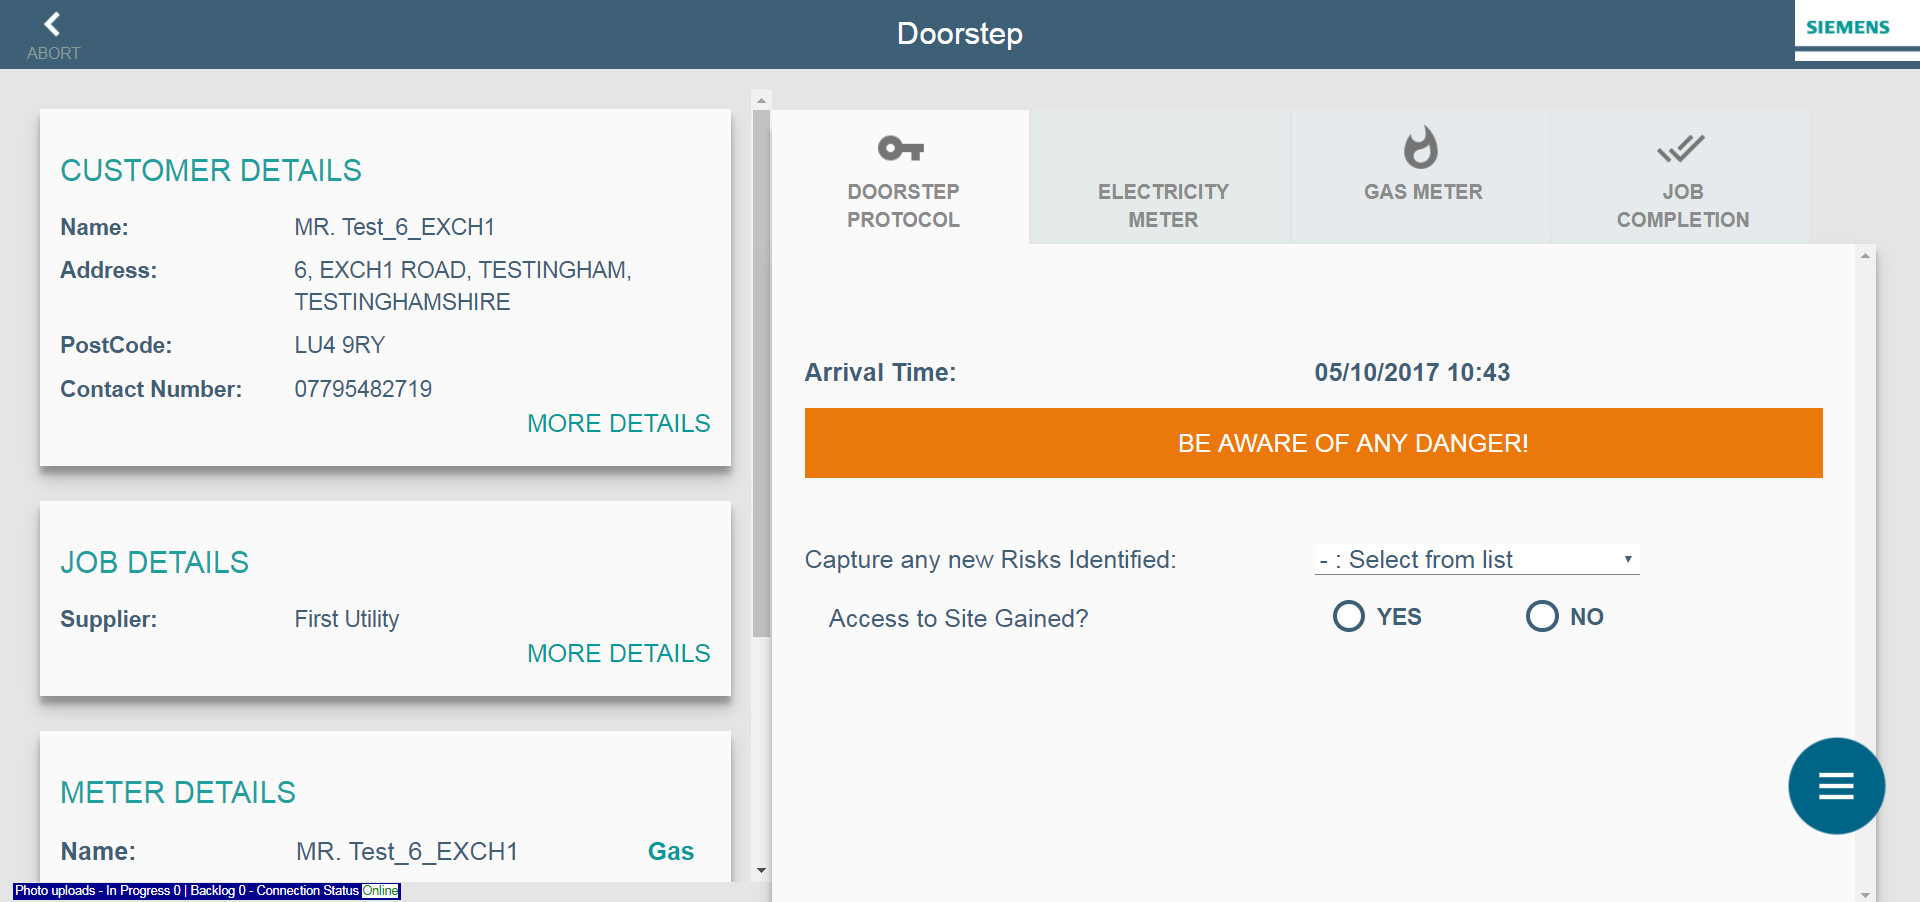 ABORT
Doorstep
SIEMENS
CUSTOMER DETAILS
Name: MR. Test_6_EXCH1
Address: 6, EXCH1 ROAD, TESTINGHAM,
TESTINGHAMSHIRE
PostCode: LU4 9RY
Contact Number: 07795482719
MORE DETAILS
JOB DETAILS
Supplier: First Utility
MORE DETAILS
METER DETAILS
Name: MR. Test_6_EXCH1 Gas
Photo uploads - In Progress 0 | Backlog 0 - Connection Status Online
DOORSTEP
PROTOCOL
ELECTRICITY
METER
GAS METER
JOB
COMPLETION
Arrival Time: 05/10/2017 10:43
BE AWARE OF ANY DANGER!
Capture any new Risks Identified: - : Select from list
Access to Site Gained? YES NO